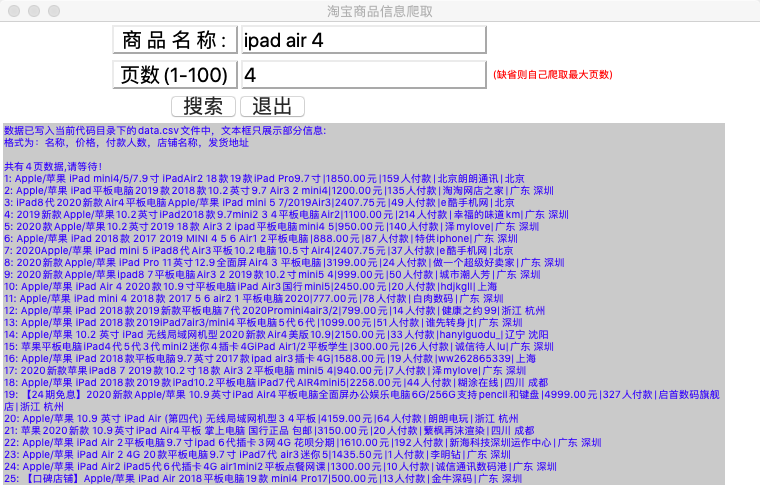 淘宝商品信息爬取
商品名称: ipad air 4
页数(1-100) 4 (缺省则自己爬取最大页数)
搜索 退出
数据已写入当前代码目录下的data.csv文件中，文本框只展示部分信息:
格式为：名称，价格，付款人数，店铺名称，发货地址
共有4页数据,请等待!
1: Apple/苹果 iPad mini4/5/7.9寸 iPadAir2 18款19款iPad Pro9.7寸|1850.00元|159人付款|北京朗朗通讯|北京
2: Apple/苹果 iPad平板电脑2019款2018款10.2英寸9.7 Air3 2 mini4|1200.00元|135人付款|淘淘网店之家|广东 深圳
3: iPad8代2020新款Air4平板电脑Apple/苹果 iPad mini 5 7/2019Air3|2407.75元|49人付款|e酷手机网|北京
4: 2019新款Apple/苹果10.2英寸iPad2018款9.7mini2 3 4平板电脑Air2|1100.00元|214人付款|幸福的味道km|广东 深圳
5: 2020款Apple/苹果10.2英寸2019 18款 Air3 2 ipad平板电脑mini4 5|950.00元|140人付款|泽mylove|广东 深圳
6: Apple/苹果 iPad 2018款 2017 2019 MINI 4 5 6 Air1 2平板电脑|888.00元|87人付款|特供iphone|广东 深圳
7: 2020Apple/苹果iPad mini 5 iPad8代Air3平板10.2电脑10.5寸Air4|2407.75元|37人付款|e酷手机网|北京
8: 2020新款Apple/苹果 iPad Pro 11英寸12.9全面屏Air4 3 平板电脑|3199.00元|24人付款|做一个超级好卖家|广东 深圳
9: 2020新款Apple/苹果ipad8 7平板电脑Air3 2 2019款10.2寸mini5 4|999.00元|50人付款|城市潮人芳|广东 深圳
10: Apple/苹果 iPad Air 4 2020款10.9寸平板电脑iPad Air3国行mini5|2450.00元|20人付款|hdjkgll|上海
11: Apple/苹果 iPad mini 4 2018款 2017 5 6 air2 1 平板电脑2020|777.00元|78人付款|白肉数码|广东 深圳
12: Apple/苹果 iPad 2018款2019新款平板电脑7代2020Promini4air3/2|799.00元|14人付款|健康之约99|浙江 杭州
13: Apple/苹果 iPad 2018款2019iPad7air3/mini4平板电脑5代6代|1099.00元|51人付款|谁先转身jt|广东 深圳
14: Apple/苹果 10.2 英寸 iPad 无线局域网机型2020新款Air4美版10.9|2150.00元|33人付款|hanyiguodu_|辽宁 沈阳
15: 苹果平板电脑iPad4代5代3代mini2迷你4插卡4GiPad Air1/2平板学生|300.00元|26人付款|诚信待人lu|广东 深圳
16: Apple/苹果 iPad 2018款平板电脑9.7英寸2017款ipad air3插卡4G|1588.00元|19人付款|ww262865339|上海
17: 2020新款苹果iPad8 7 2019款10.2寸18款 Air3 2平板电脑 mini5 4|940.00元|7人付款|泽mylove|广东 深圳
18: Apple/苹果 iPad 2018款2019款iPad10.2平板电脑iPad7代AIR4mini5|2258.00元|44人付款|糊涂在线|四川 成都
19: 【24期免息】2020新款Apple/苹果 10.9英寸iPad Air4平板电脑全面屏办公娱乐电脑6G/256G支持pencil和键盘|4999.00元|327人付款|启首数码旗舰
店|浙江 杭州
20: Apple/苹果 10.9 英寸 iPad Air (第四代) 无线局域网机型3 4平板|4159.00元|64人付款|朗朗电玩|浙江 杭州
21: 苹果2020新款 10.9英寸iPad Air4平板 掌上电脑 国行正品 包邮|3150.00元|20人付款|繁枫再沫渲染|四川 成都
22: Apple/苹果 iPad Air 2平板电脑9.7寸ipad 6代插卡3网4G 花呗分期|1610.00元|192人付款|新海科技深圳运作中心|广东 深圳
23: Apple/苹果 iPad Air 2 4G 20款平板电脑9.7寸 iPad7代 air3迷你5|1435.50元|1人付款|李明钻|广东 深圳
24: Apple/苹果 iPad Air2 iPad5代6代插卡4G air1mini2平板点餐网课|1300.00元|10人付款|诚信通讯数码港|广东 深圳
25: 【口碑店铺】Apple/苹果 iPad Air 2018平板电脑19款 mini4 Pro17|500.00元|13人付款|金牛深码|广东 深圳